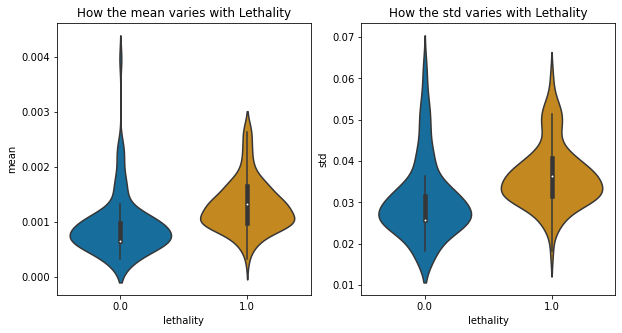 How the mean varies with Lethality
mean
0.004
0.003
0.002
0.001
0.000
0.0 1.0
lethality
How the std varies with Lethality
std
0.07
0.06
0.05
0.04
0.03
0.02
0.01
0.0 1.0
lethality